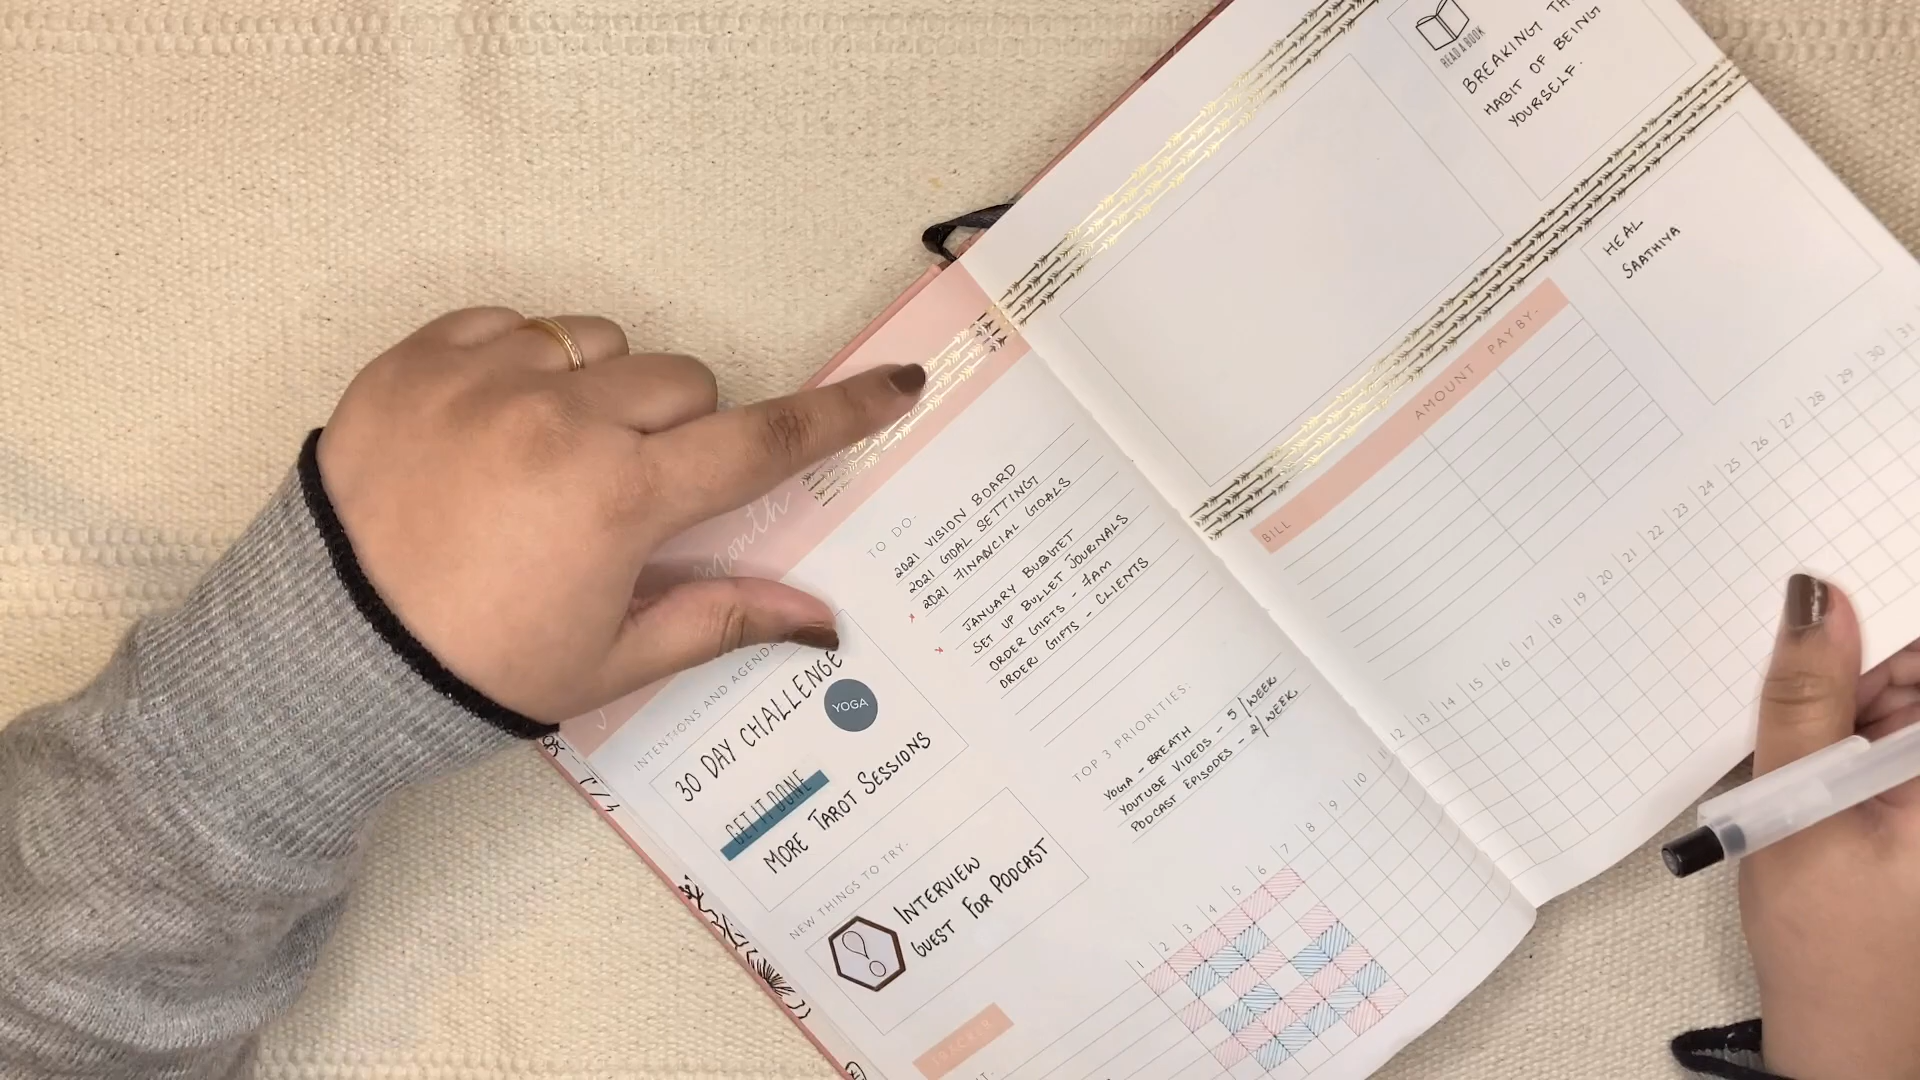 month
INTENTIONS AND AGENDA
30 DAY CHALLENGE
YOGA
GET IT DONE
MORE TAROT SESSIONS
NEW THINGS TO TRY.
INTERVIEW
GUEST FOR PODCAST
TRACKER
TO DO.
2021 VISION BOARD
2021 GOAL SETTING
2021 FINANCIAL GOALS
JANUARY BUDGET
SET UP BULLET JOURNALS
ORDER GIFTS - FAM
ORDER GIFTS - CLIENTS
TOP 3 PRIORITIES:
YOGA - BREATH
YOUTUBE VIDEOS - 5/WEEK
PODCAST EPISODES - 2/WEEK.
1 2 3 4 5 6 7 8 9 10 11 12 13 14 15 16 17 18 19 20 21 22 23 24 25 26 27 28 29 30 31
READ A BOOK
BREAKING
HABIT OF BEING
YOURSELF.
HEAL
SAATHIYA
BILL AMOUNT PAY BY.